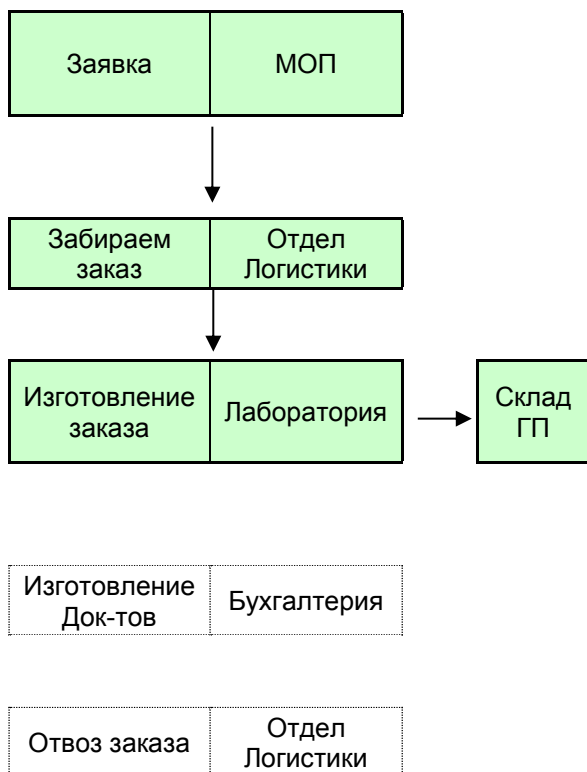 Заявка МОП
Забираем Отдел
заказ Логистики
Изготовление Лаборатория Склад
заказа ГП
Изготовление Бухгалтерия
Док-тов
Отвоз заказа Отдел
Логистики